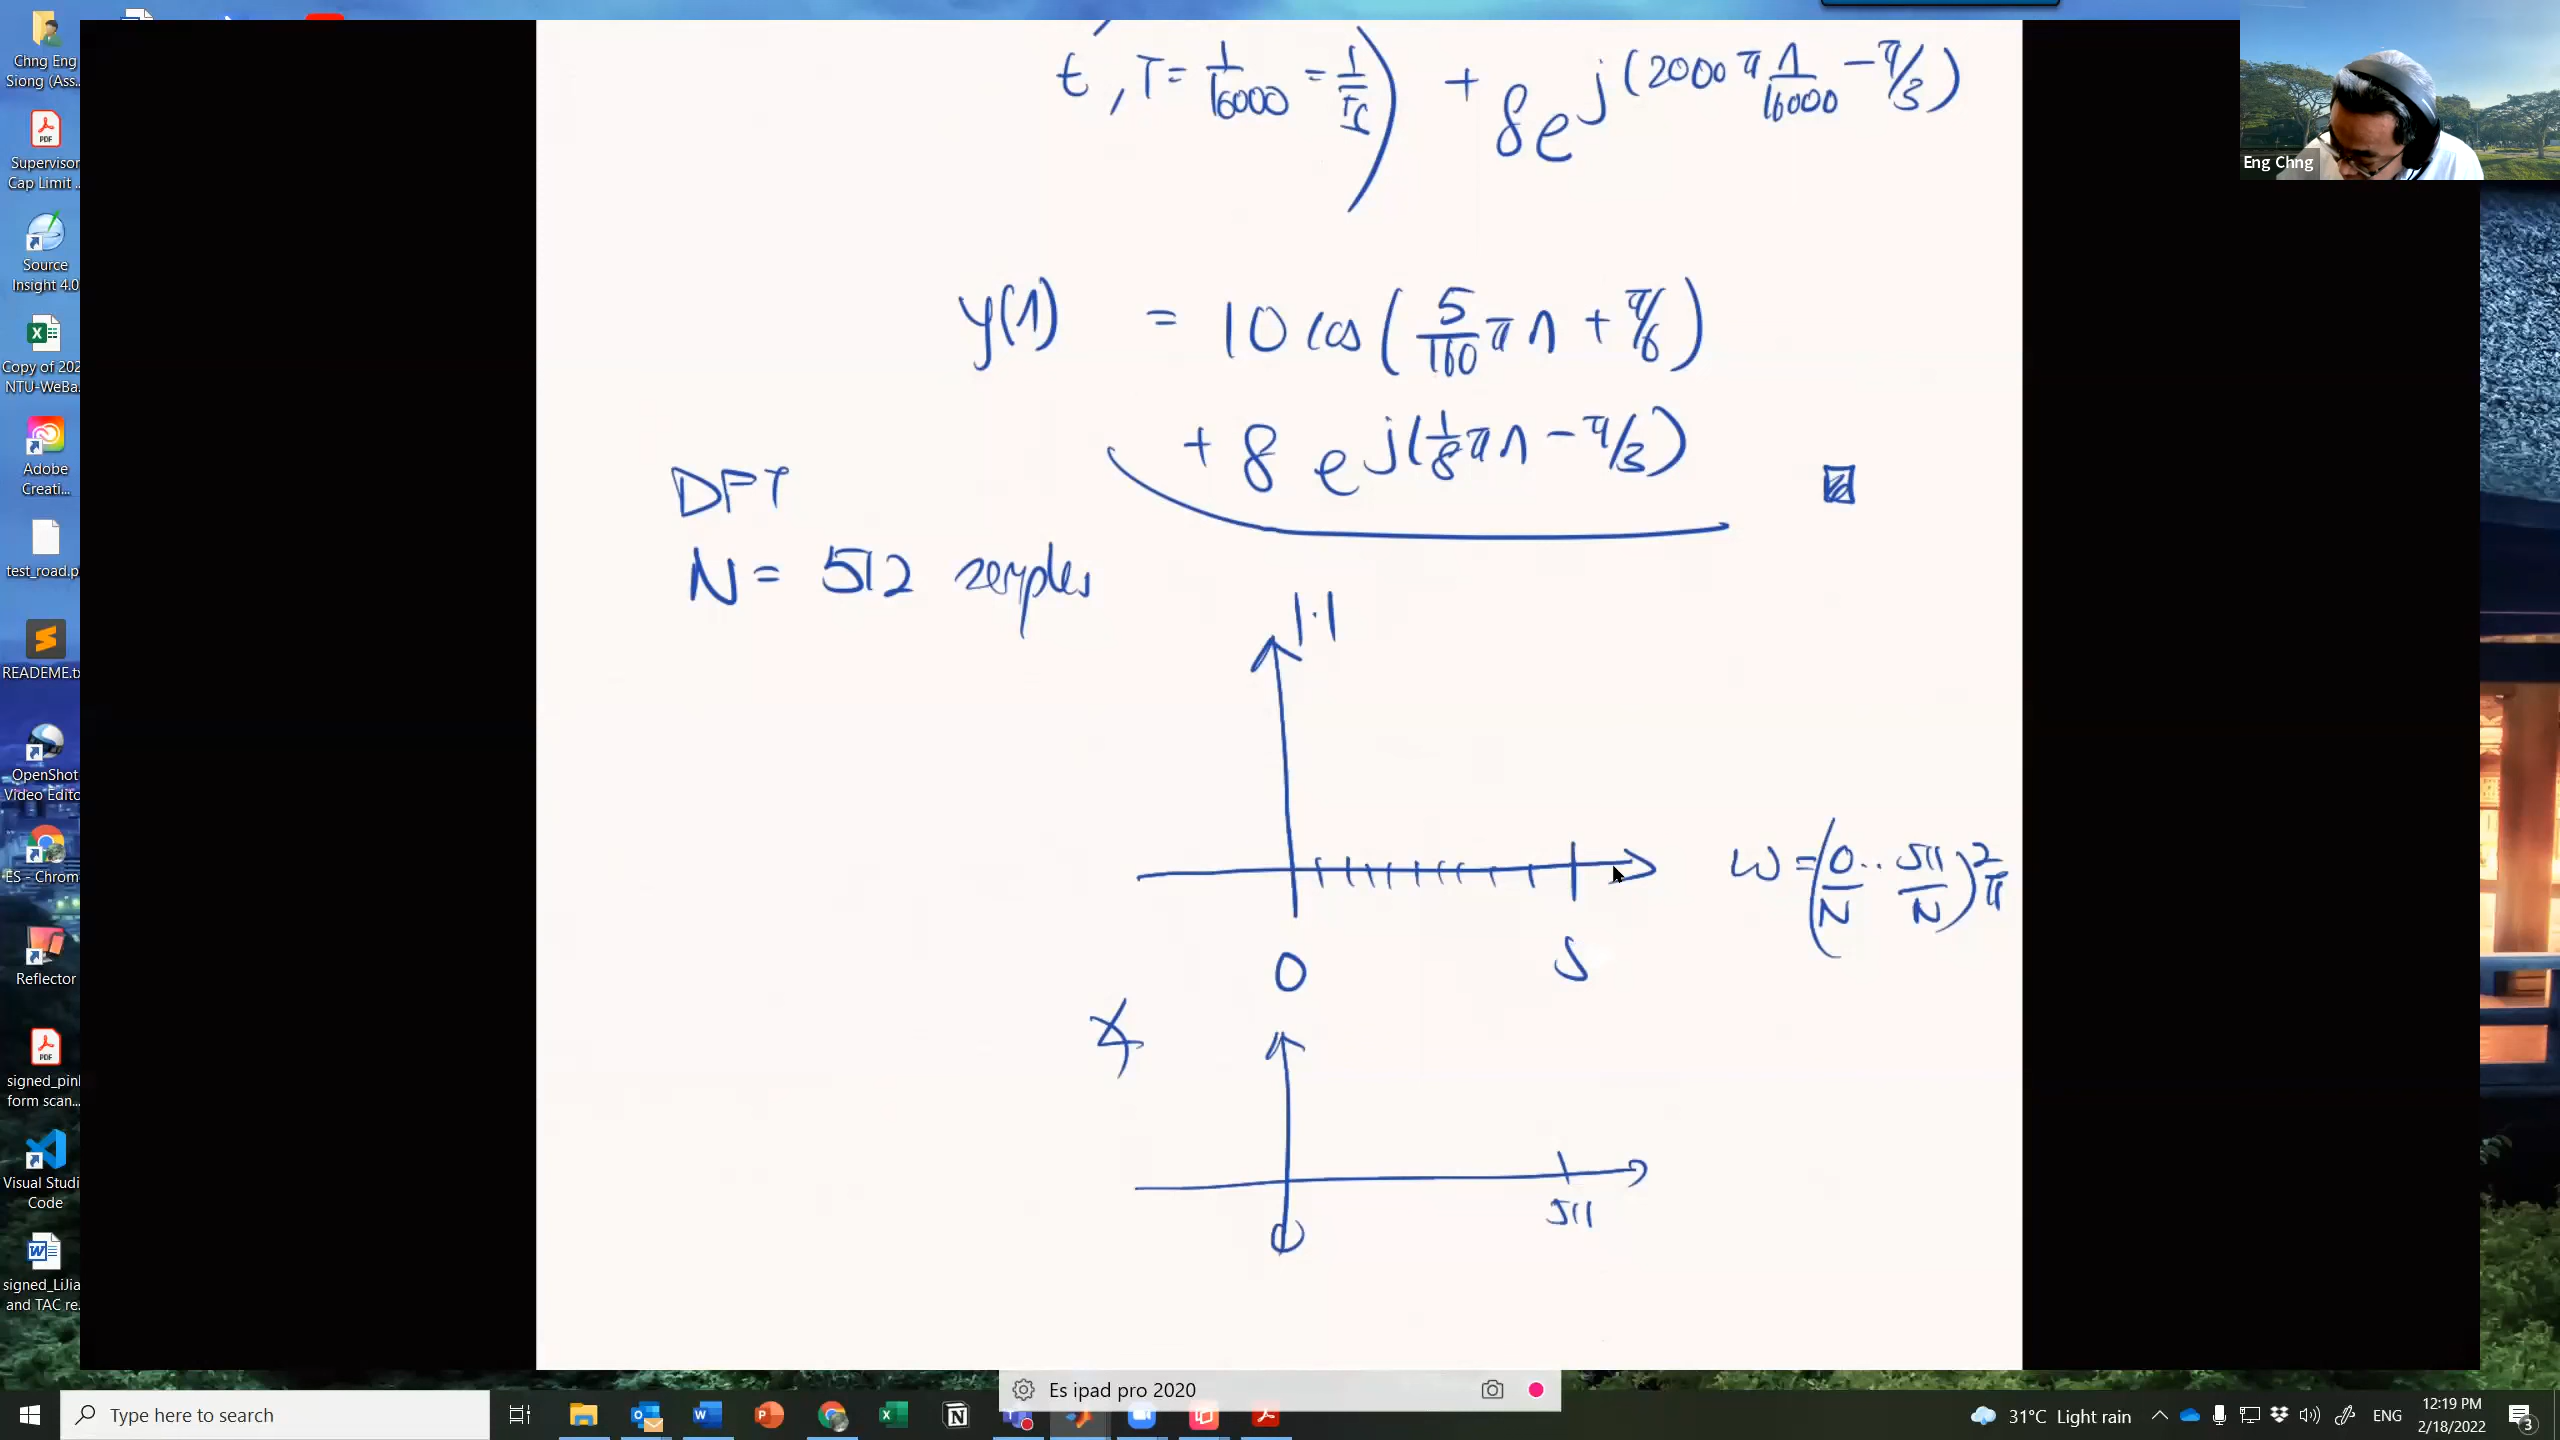 Chng Eng
Siong (Ass...
Supervisor
Cap Limit ...
Source
Insight 4.0
Copy of 202
NTU-WeBa...
Adobe
Creati...
test_road.p
READEME.tx
OpenShot
Video Edito
ES - Chrom
Reflector
signed_pinl
form scan...
Visual Studi
Code
signed_LiJia
and TAC re...
Eng Chng
t, T = 1/16000 = 1/Fs ) + 8e^j(2000π n/16000 - π/3)
y(n) = 10 cos( 5/160 π n + π/6 )
+ 8 e^j(1/8 π n - π/3)
DFT
N = 512 samples
|·|
ω = (0/N .. 511/N) 2π
0 5
∡
0 511
Es ipad pro 2020
Type here to search
31°C Light rain
ENG
12:19 PM
2/18/2022
3